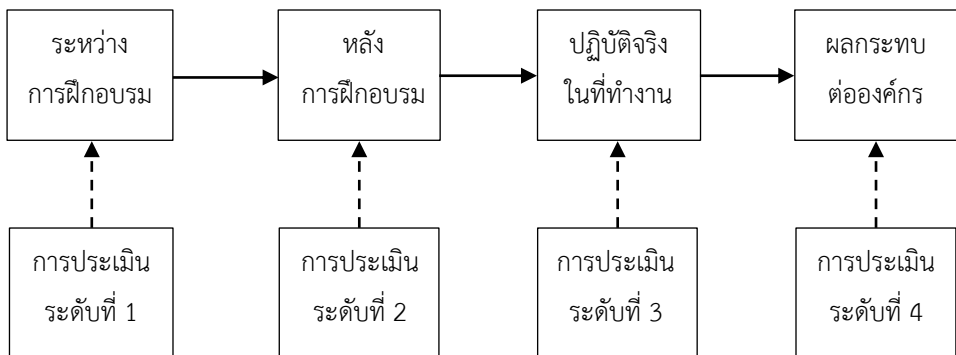 ระหว่าง
การฝึกอบรม
หลัง
การฝึกอบรม
ปฏิบัติจริง
ในที่ทำงาน
ผลกระทบ
ต่อองค์กร
การประเมิน
ระดับที่ 1
การประเมิน
ระดับที่ 2
การประเมิน
ระดับที่ 3
การประเมิน
ระดับที่ 4